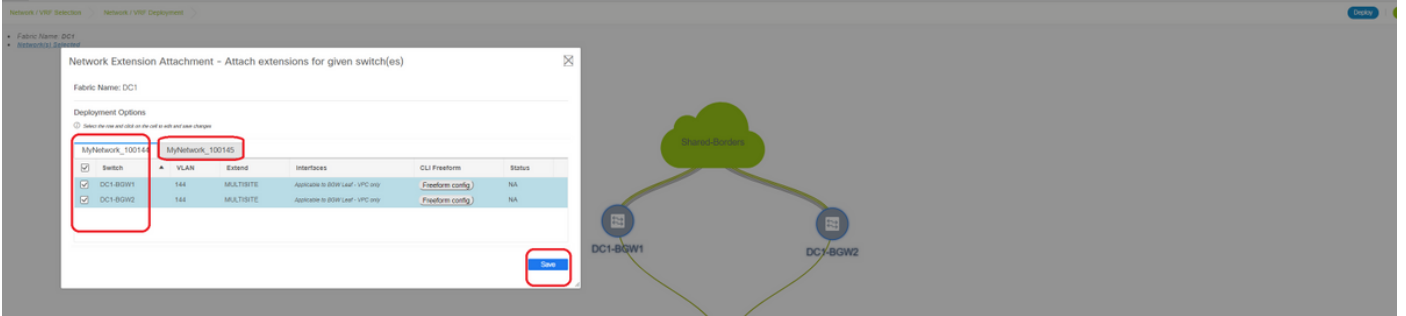 Network / VRF Selection Network / VRF Deployment
Deploy
Fabric Name: DC1
Network(s) Selected
Network Extension Attachment - Attach extensions for given switch(es)
Fabric Name: DC1
Deployment Options
Select the row and click on the cell to edit and save changes
MyNetwork_100144 MyNetwork_100145
Switch VLAN Extend Interfaces CLI Freeform Status
DC1-BGW1 144 MULTISITE Applicable to BGW Leaf - VPC only Freeform config NA
DC1-BGW2 144 MULTISITE Applicable to BGW Leaf - VPC only Freeform config NA
Save
Shared-Borders
DC1-BGW1
DC1-BGW2